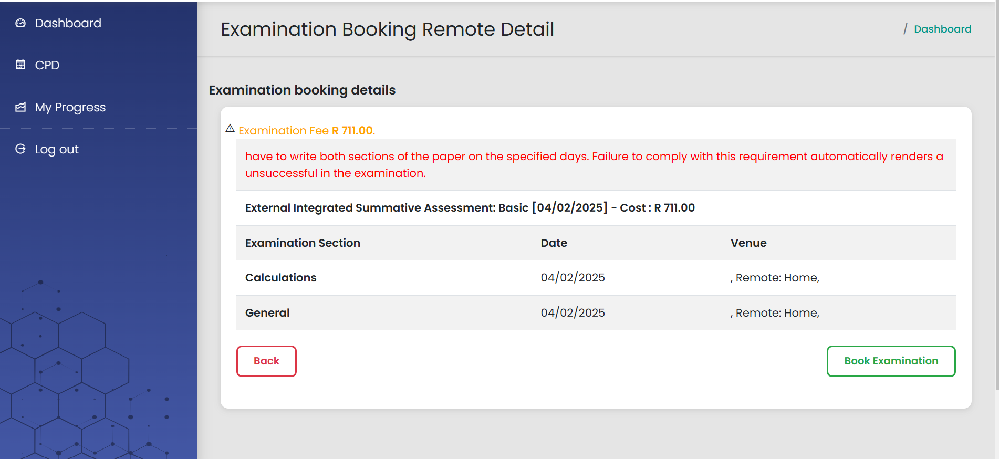 Dashboard
CPD
My Progress
Log out
Examination Booking Remote Detail
/ Dashboard
Examination booking details
Examination Fee R 711.00.
have to write both sections of the paper on the specified days. Failure to comply with this requirement automatically renders a
unsuccessful in the examination.
External Integrated Summative Assessment: Basic [04/02/2025] - Cost : R 711.00
Examination Section Date Venue
Calculations 04/02/2025 , Remote: Home,
General 04/02/2025 , Remote: Home,
Back
Book Examination